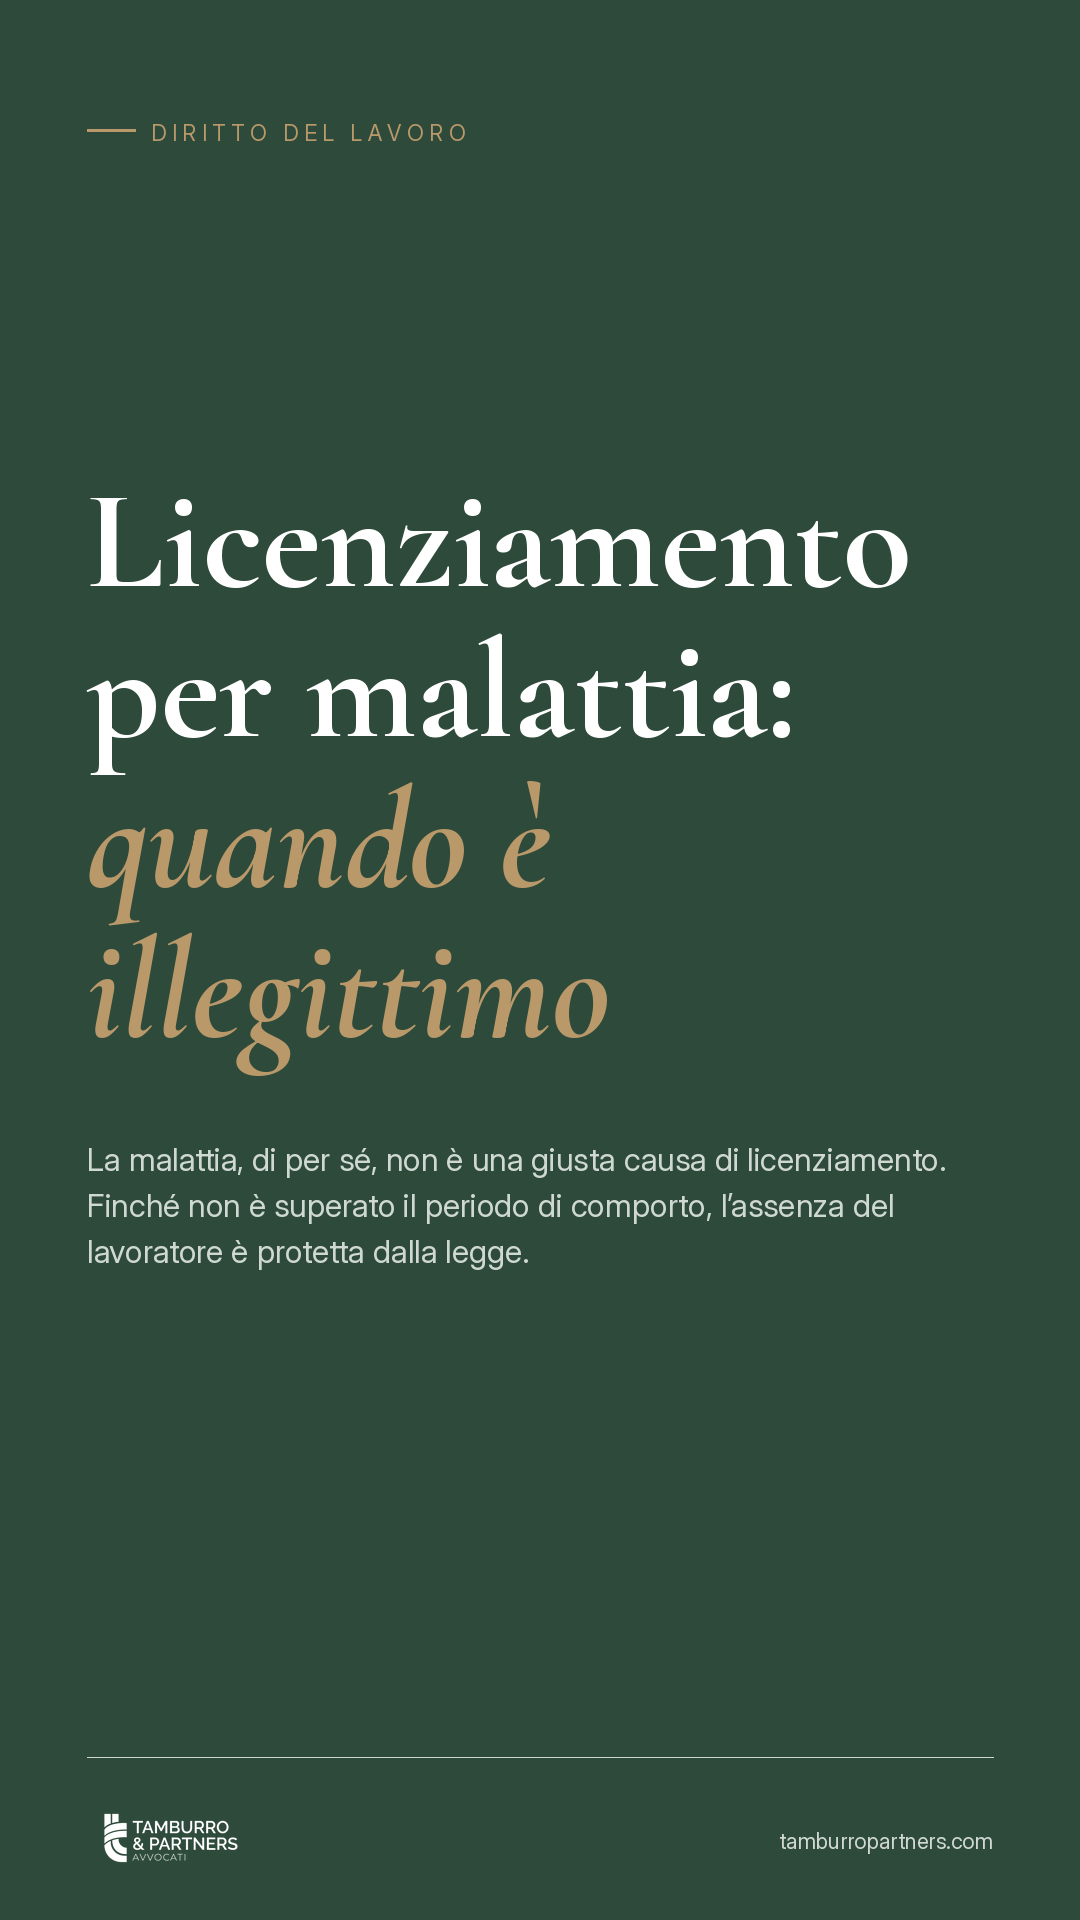 DIRITTO DEL LAVORO
Licenziamento
per malattia:
quando è
illegittimo
La malattia, di per sé, non è una giusta causa di licenziamento.
Finché non è superato il periodo di comporto, l’assenza del
lavoratore è protetta dalla legge.
TAMBURRO
& PARTNERS
AVVOCATI
tamburropartners.com